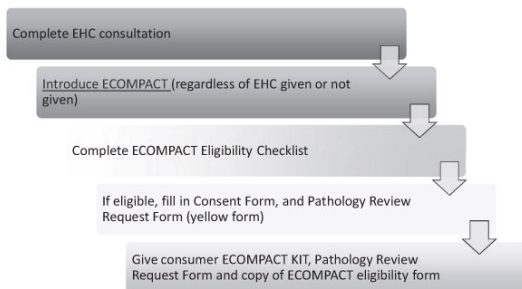 Complete EHC consultation
Introduce ECOMPACT (regardless of EHC given or not
given)
Complete ECOMPACT Eligibility Checklist
If eligible, fill in Consent Form, and Pathology Review
Request Form (yellow form)
Give consumer ECOMPACT KIT, Pathology Review
Request Form and copy of ECOMPACT eligibility form